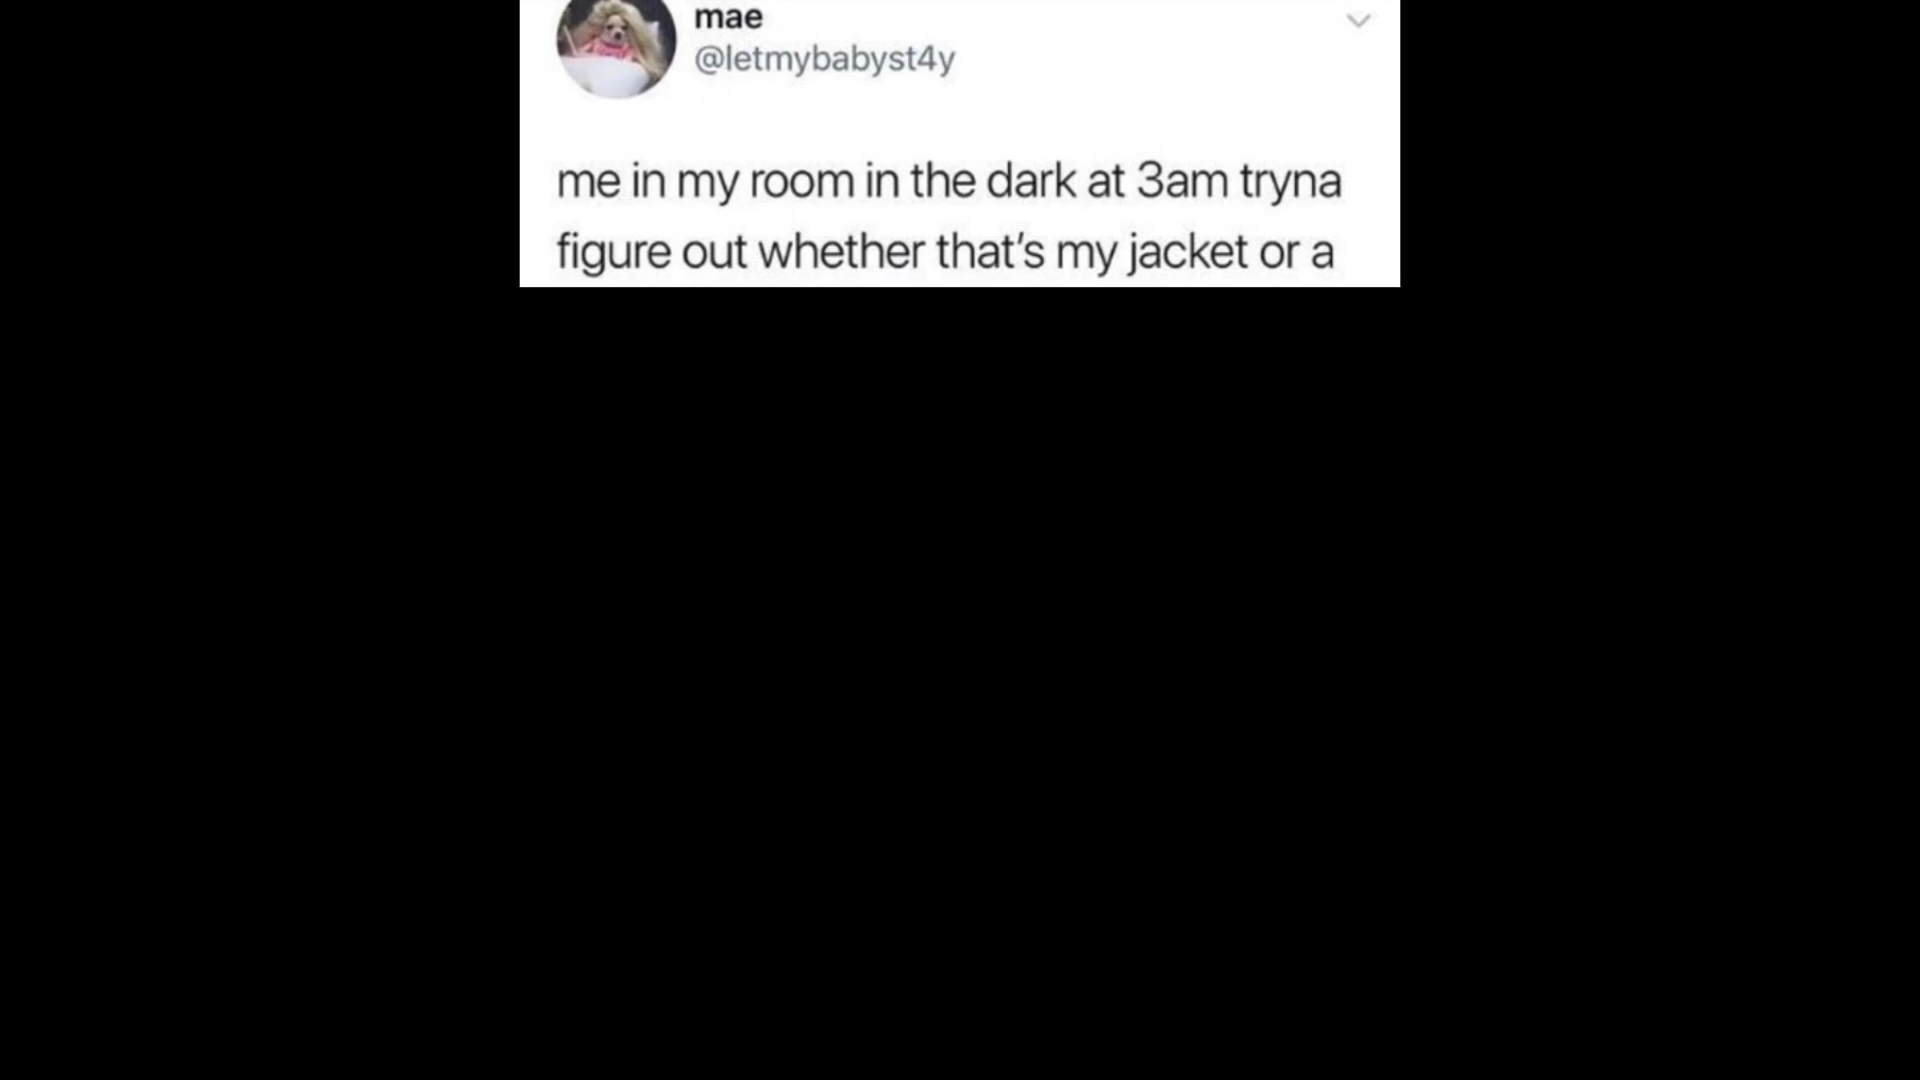 mae
@letmybabyst4y
me in my room in the dark at 3am tryna
figure out whether that's my jacket or a